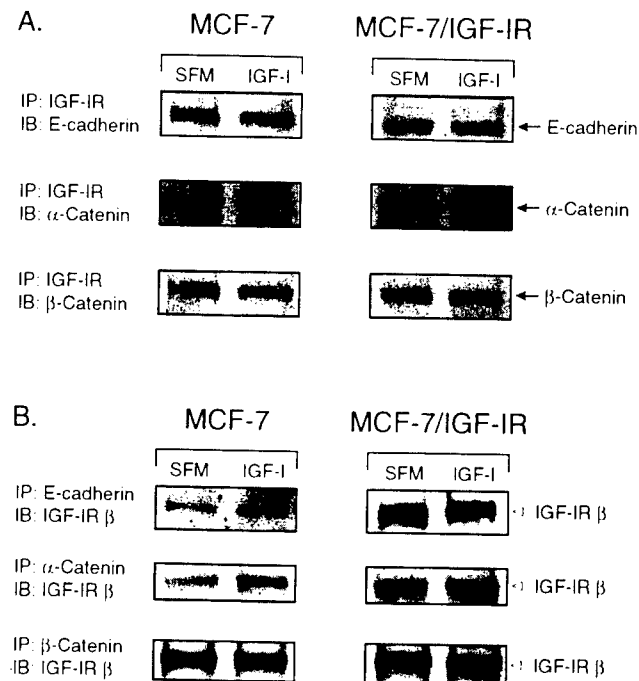 A.
MCF-7 MCF-7/IGF-IR
SFM IGF-I SFM IGF-I
IP: IGF-IR
IB: E-cadherin
E-cadherin
IP: IGF-IR
IB: α-Catenin
α-Catenin
IP: IGF-IR
IB: β-Catenin
β-Catenin
B.
MCF-7 MCF-7/IGF-IR
SFM IGF-I SFM IGF-I
IP: E-cadherin
IB: IGF-IR β
IGF-IR β
IP: α-Catenin
IB: IGF-IR β
IGF-IR β
IP: β-Catenin
IB: IGF-IR β
IGF-IR β